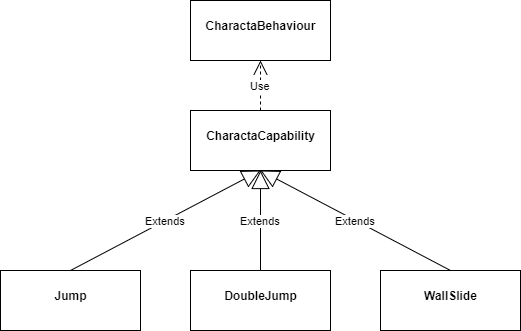 CharactaBehaviour
Use
CharactaCapability
Extends
Extends
Extends
Jump
DoubleJump
WallSlide